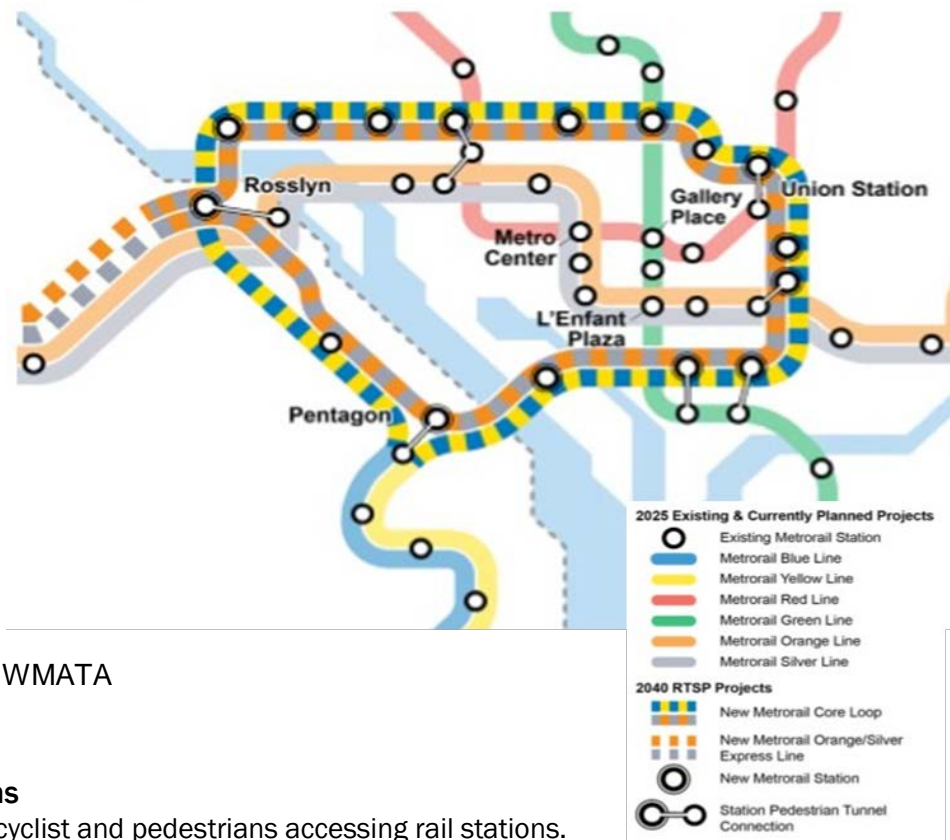 Rosslyn
Gallery
Place
Union Station
Metro
Center
L'Enfant
Plaza
Pentagon
2025 Existing & Currently Planned Projects
Existing Metrorail Station
Metrorail Blue Line
Metrorail Yellow Line
Metrorail Red Line
Metrorail Green Line
Metrorail Orange Line
Metrorail Silver Line
2040 RTSP Projects
New Metrorail Core Loop
New Metrorail Orange/Silver
Express Line
New Metrorail Station
Station Pedestrian Tunnel
Connection
WMATA
cyclist and pedestrians accessing rail stations.